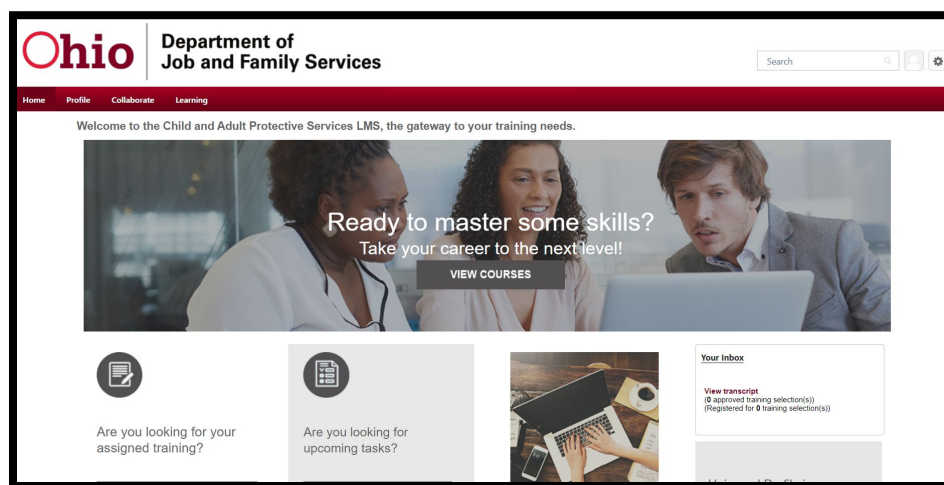 Ohio
Department of
Job and Family Services
Search
Home Profile Collaborate Learning
Welcome to the Child and Adult Protective Services LMS, the gateway to your training needs.
Ready to master some skills?
Take your career to the next level!
VIEW COURSES
Are you looking for your
assigned training?
Are you looking for
upcoming tasks?
Your Inbox
View transcript
(0 approved training selection(s))
(Registered for 0 training selection(s))